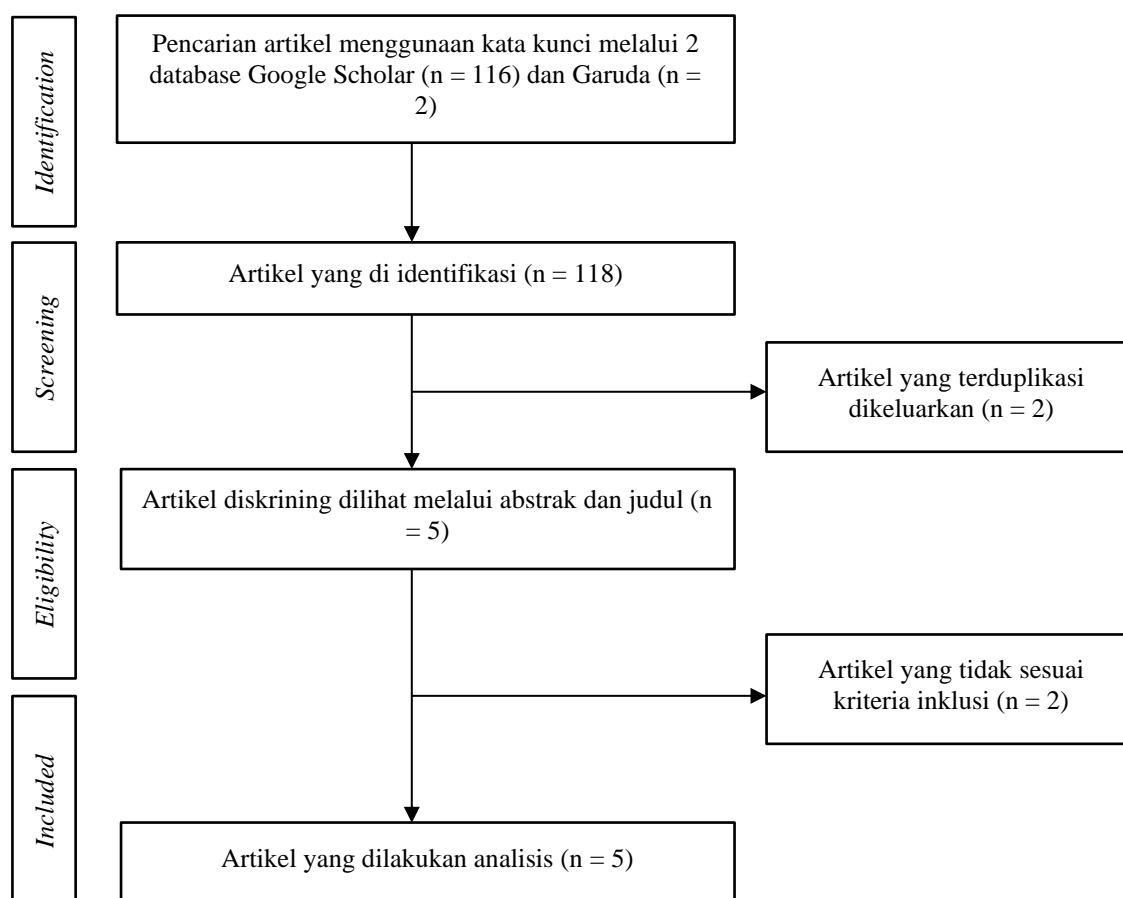 Identification
Pencarian artikel menggunakan kata kunci melalui 2
database Google Scholar (n = 116) dan Garuda (n =
2)
Screening
Artikel yang di identifikasi (n = 118)
Artikel yang terduplikasi
dikeluarkan (n = 2)
Eligibility
Artikel diskrining dilihat melalui abstrak dan judul (n
= 5)
Artikel yang tidak sesuai
kriteria inklusi (n = 2)
Included
Artikel yang dilakukan analisis (n = 5)